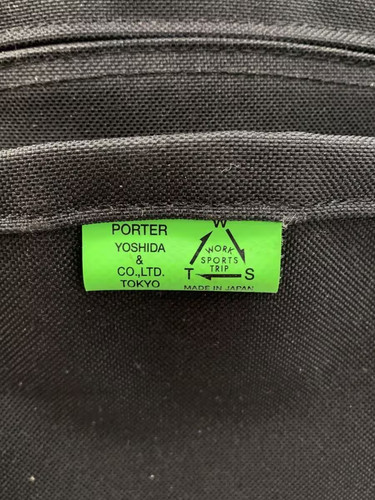 PORTER
YOSHIDA
&
CO.,LTD.
TOKYO
W
WORK
SPORTS
TRIP
T S
MADE IN JAPAN